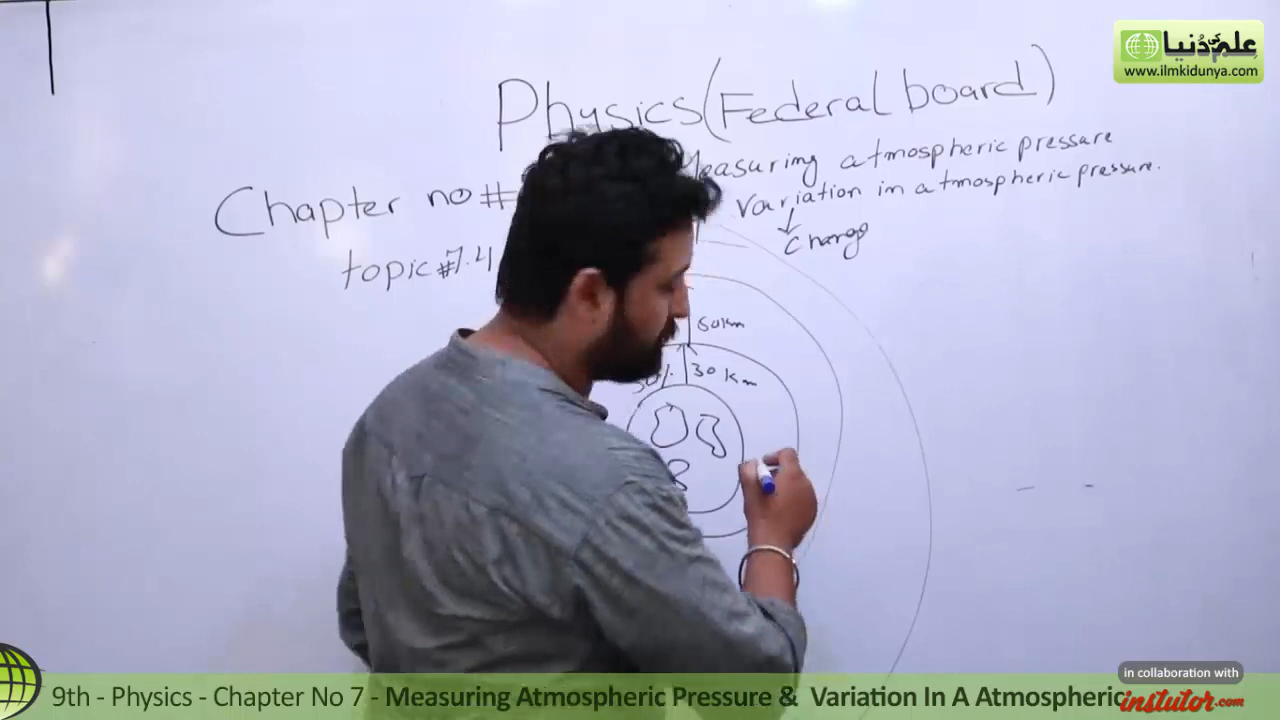 علم کی دُنیا
www.ilmkidunya.com
Physics (Federal board)
Measuring atmospheric pressure
Chapter no #
Variation in atmospheric pressure.
change
topic #7.4
50km
30 Km
in collaboration with
instutor.com
9th - Physics - Chapter No 7 - Measuring Atmospheric Pressure & Variation In A Atmospheric